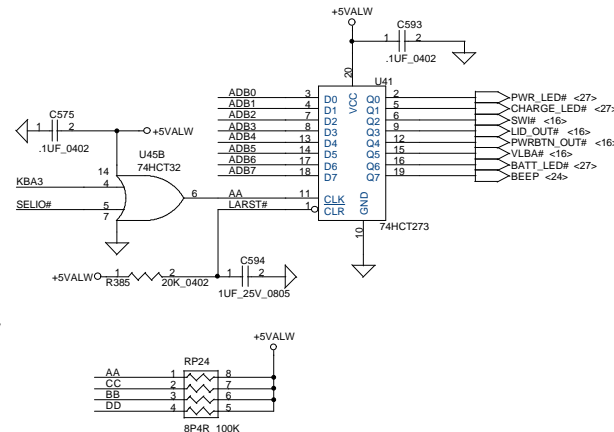 +5VALW
C593
1 2
.1UF_0402
20
U41
VCC
ADB0 3 D0 Q0 2 PWR_LED# <27>
ADB1 4 D1 Q1 5 CHARGE_LED# <27>
ADB2 7 D2 Q2 6 SWI# <16>
ADB3 8 D3 Q3 9 LID_OUT# <16>
ADB4 13 D4 Q4 12 PWRBTN_OUT# <16>
ADB5 14 D5 Q5 15 VLBA# <16>
ADB6 17 D6 Q6 16 BATT_LED# <27>
ADB7 18 D7 Q7 19 BEEP <24>
C575
1 2
.1UF_0402
+5VALW
U45B
74HCT32
14
KBA3 4
SELIO# 5
7
6 AA 11 CLK
LARST# 1 CLR
GND
10
74HCT273
+5VALW 1 2
R385 20K_0402
C594
1 2
1UF_25V_0805
+5VALW
RP24
AA 1 8
CC 2 7
BB 3 6
DD 4 5
8P4R_100K